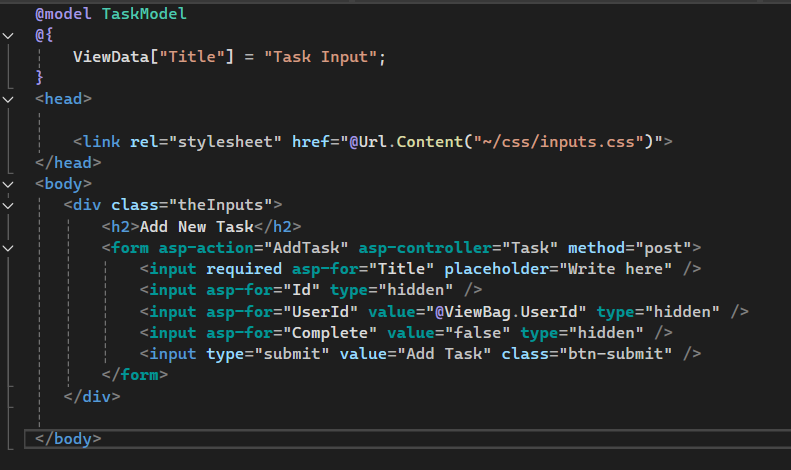 @model TaskModel
@{
    ViewData["Title"] = "Task Input";
}
<head>

    <link rel="stylesheet" href="@Url.Content("~/css/inputs.css")">
</head>
<body>
   <div class="theInputs">
       <h2>Add New Task</h2>
       <form asp-action="AddTask" asp-controller="Task" method="post">
           <input required asp-for="Title" placeholder="Write here" />
           <input asp-for="Id" type="hidden" />
           <input asp-for="UserId" value="@ViewBag.UserId" type="hidden" />
           <input asp-for="Complete" value="false" type="hidden" />
           <input type="submit" value="Add Task" class="btn-submit" />
       </form>
   </div>

</body>